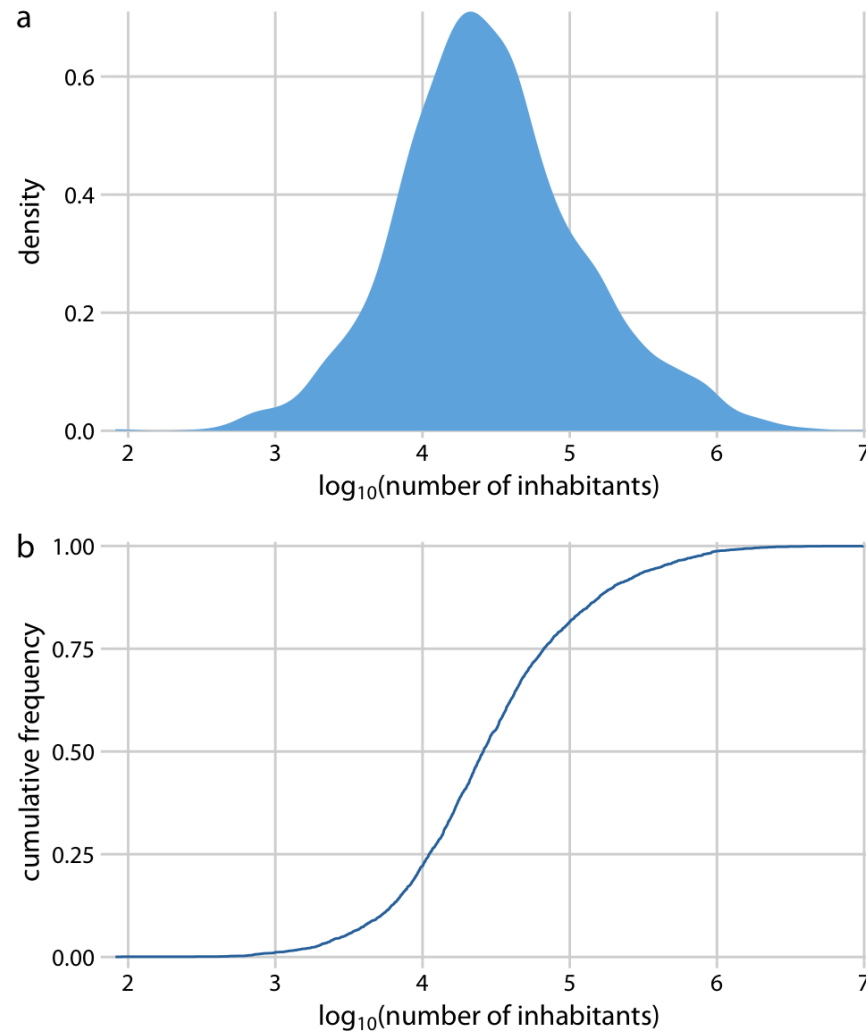 a
0.6
0.4
0.2
0.0
density
2 3 4 5 6 7
log₁₀(number of inhabitants)
b
1.00
0.75
0.50
0.25
0.00
cumulative frequency
2 3 4 5 6 7
log₁₀(number of inhabitants)